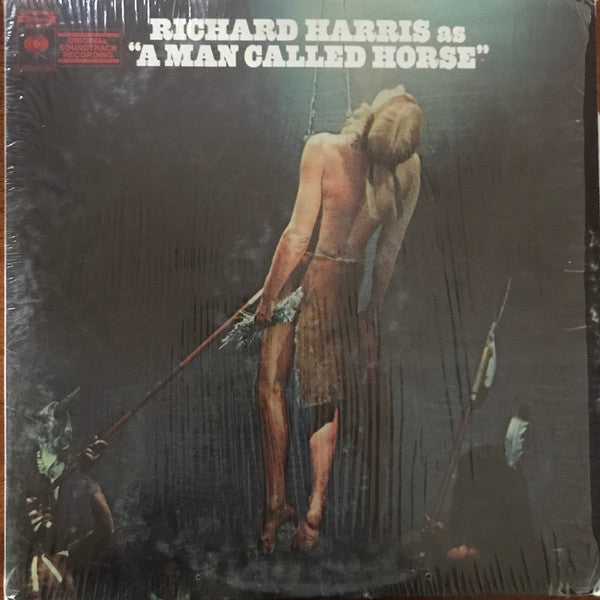 RICHARD HARRIS as
"A MAN CALLED HORSE"
ORIGINAL
SOUNDTRACK
RECORDING